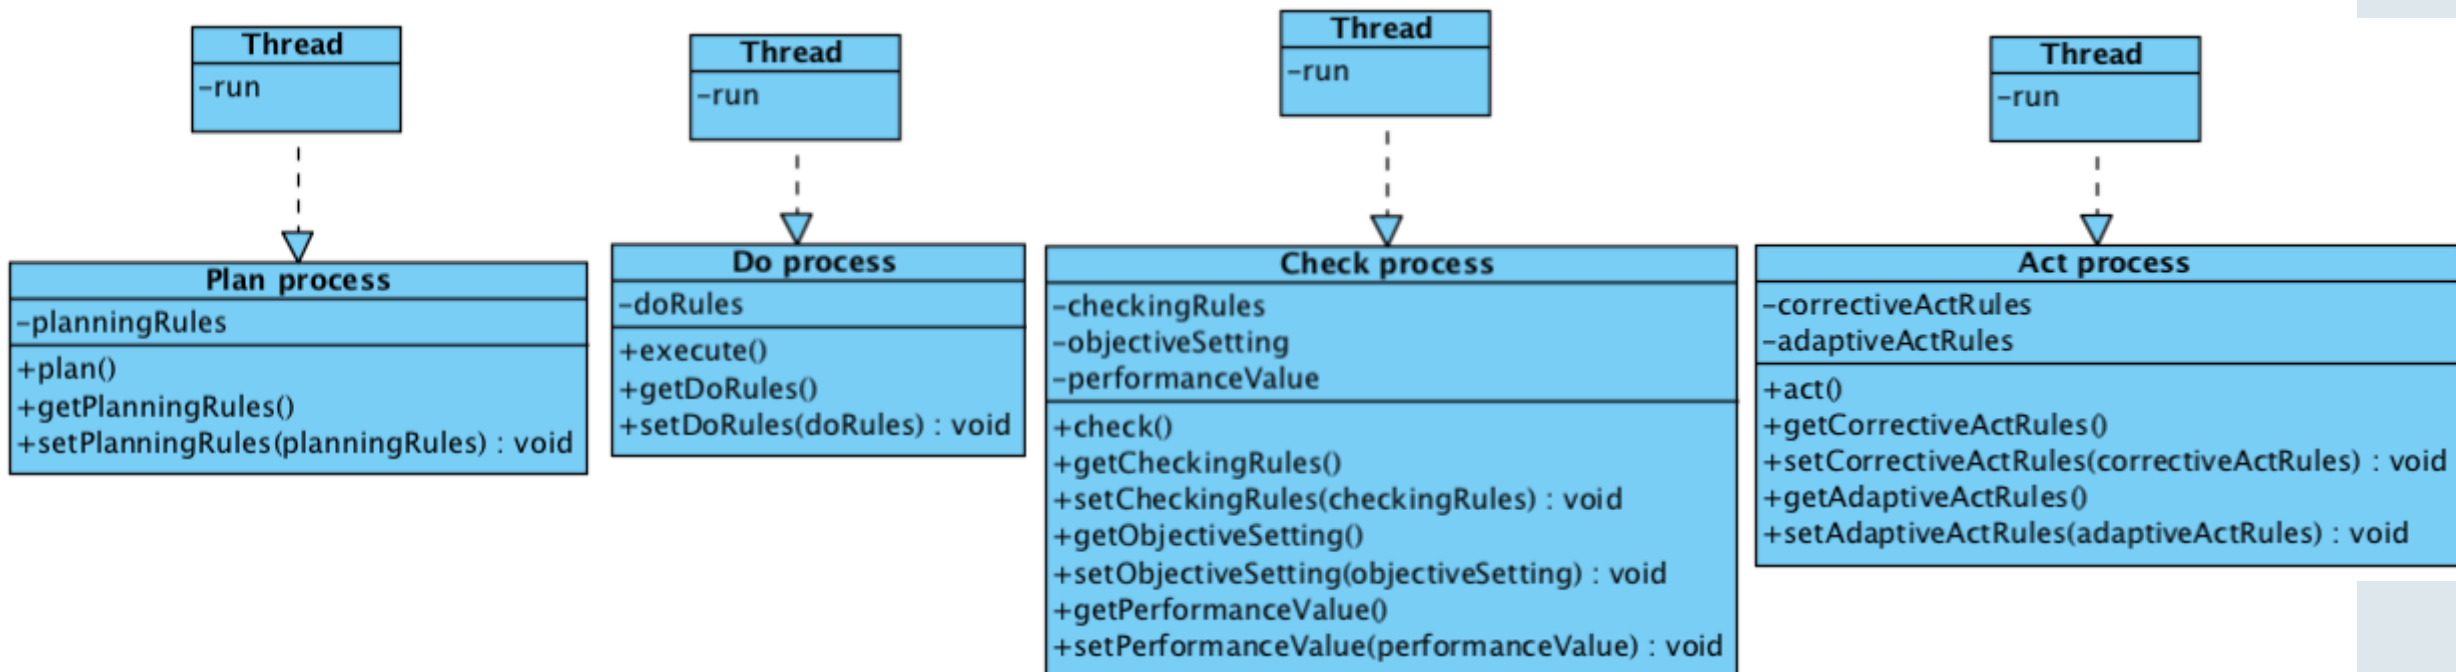 Thread
-run
Plan process
-planningRules
+plan()
+getPlanningRules()
+setPlanningRules(planningRules) : void
Thread
-run
Do process
-doRules
+execute()
+getDoRules()
+setDoRules(doRules) : void
Thread
-run
Check process
-checkingRules
-objectiveSetting
-performanceValue
+check()
+getCheckingRules()
+setCheckingRules(checkingRules) : void
+getObjectiveSetting()
+setObjectiveSetting(objectiveSetting) : void
+getPerformanceValue()
+setPerformanceValue(performanceValue) : void
Thread
-run
Act process
-correctiveActRules
-adaptiveActRules
+act()
+getCorrectiveActRules()
+setCorrectiveActRules(correctiveActRules) : void
+getAdaptiveActRules()
+setAdaptiveActRules(adaptiveActRules) : void